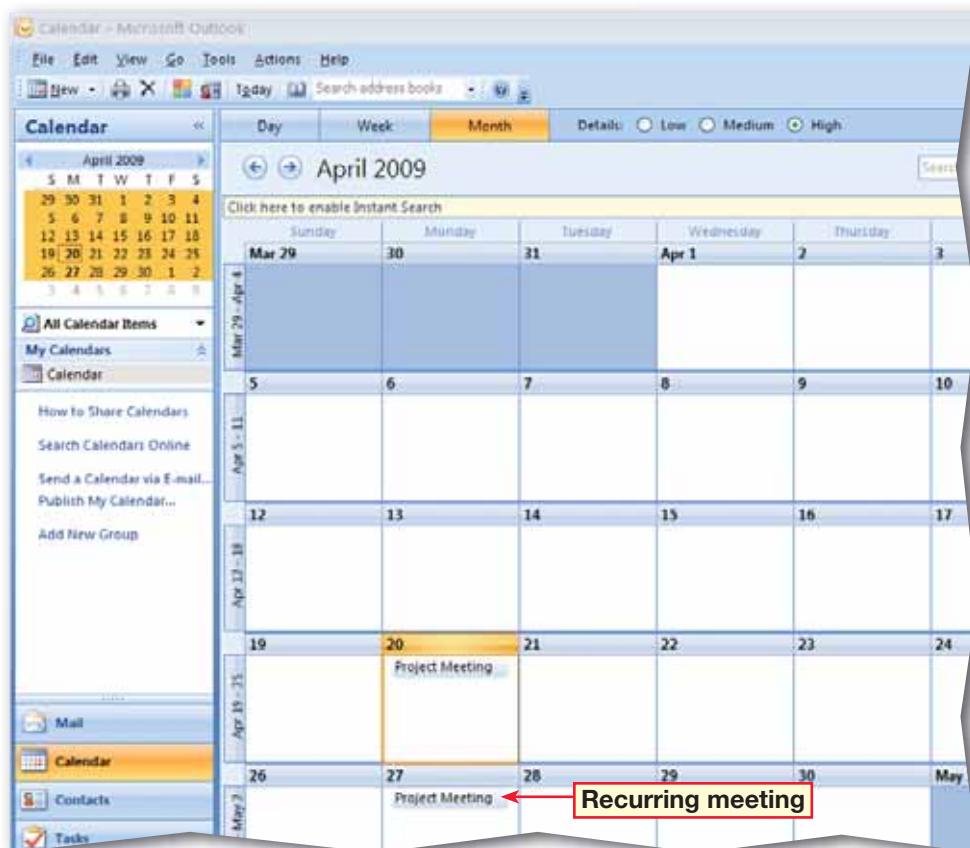 Calendar - Microsoft Outlook
File Edit View Go Tools Actions Help
New Today Search address books
Calendar «
Day Week Month Details: Low Medium High
April 2009
S M T W T F S
29 30 31 1 2 3 4
5 6 7 8 9 10 11
12 13 14 15 16 17 18
19 20 21 22 23 24 25
26 27 28 29 30 1 2
3 4 5 6 7 8 9
April 2009
Search
Click here to enable Instant Search
Sunday Monday Tuesday Wednesday Thursday
Mar 29 30 31 Apr 1 2 3
Mar 29 - Apr 4
All Calendar Items
My Calendars
Calendar
How to Share Calendars
Search Calendars Online
Send a Calendar via E-mail...
Publish My Calendar...
Add New Group
5 6 7 8 9 10
Apr 5 - 11
12 13 14 15 16 17
Apr 12 - 18
19 20 21 22 23 24
Project Meeting
Apr 19 - 25
26 27 28 29 30 May
Project Meeting
Recurring meeting
May 2
Mail
Calendar
Contacts
Tasks